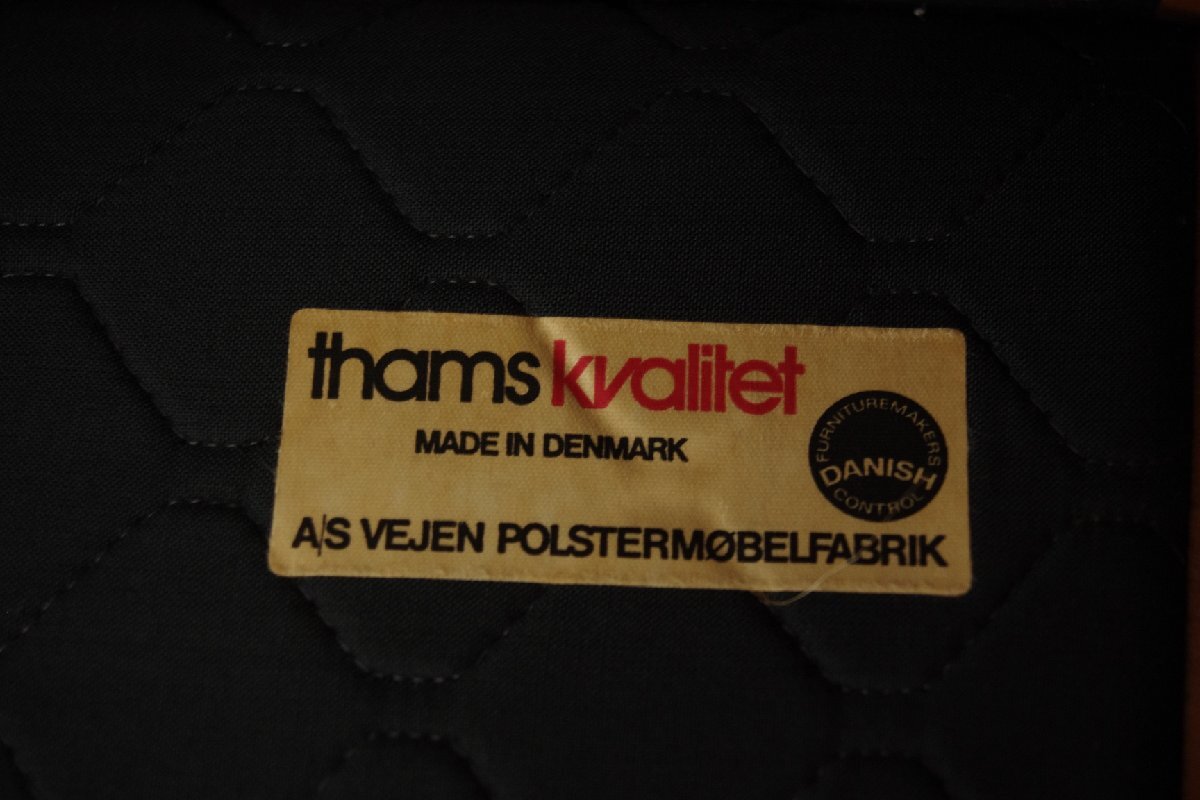 thams kvalitet
MADE IN DENMARK
FURNITUREMAKERS
DANISH
CONTROL
A/S VEJEN POLSTERMØBELFABRIK